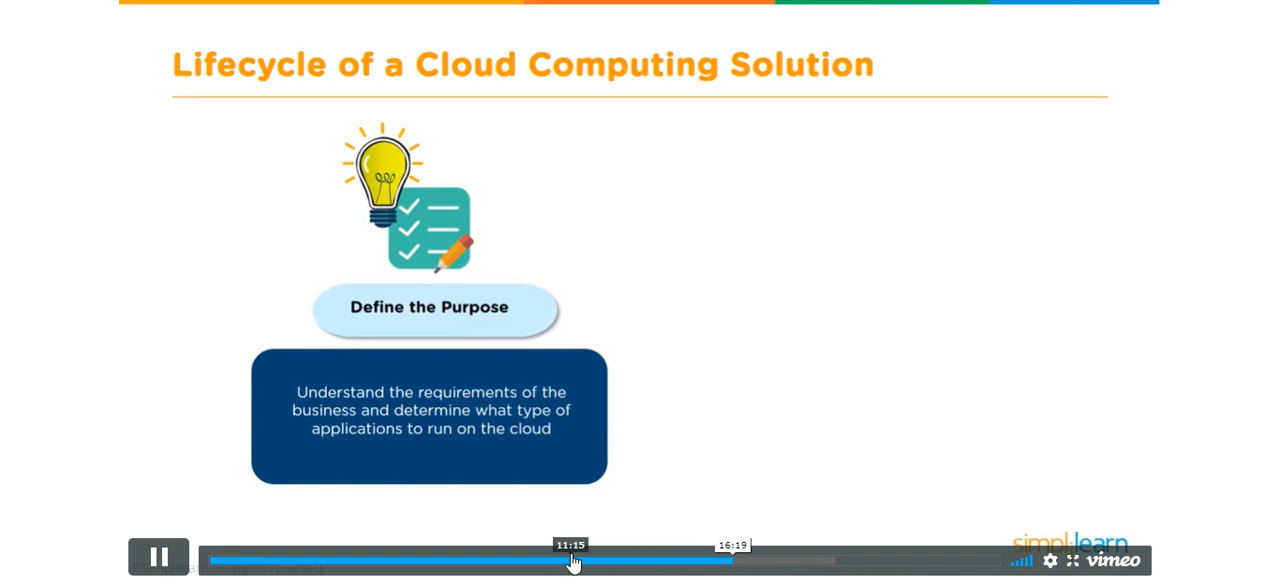 Lifecycle of a Cloud Computing Solution
Define the Purpose
Understand the requirements of the
business and determine what type of
applications to run on the cloud
simplilearn
11:15
16:19
vimeo